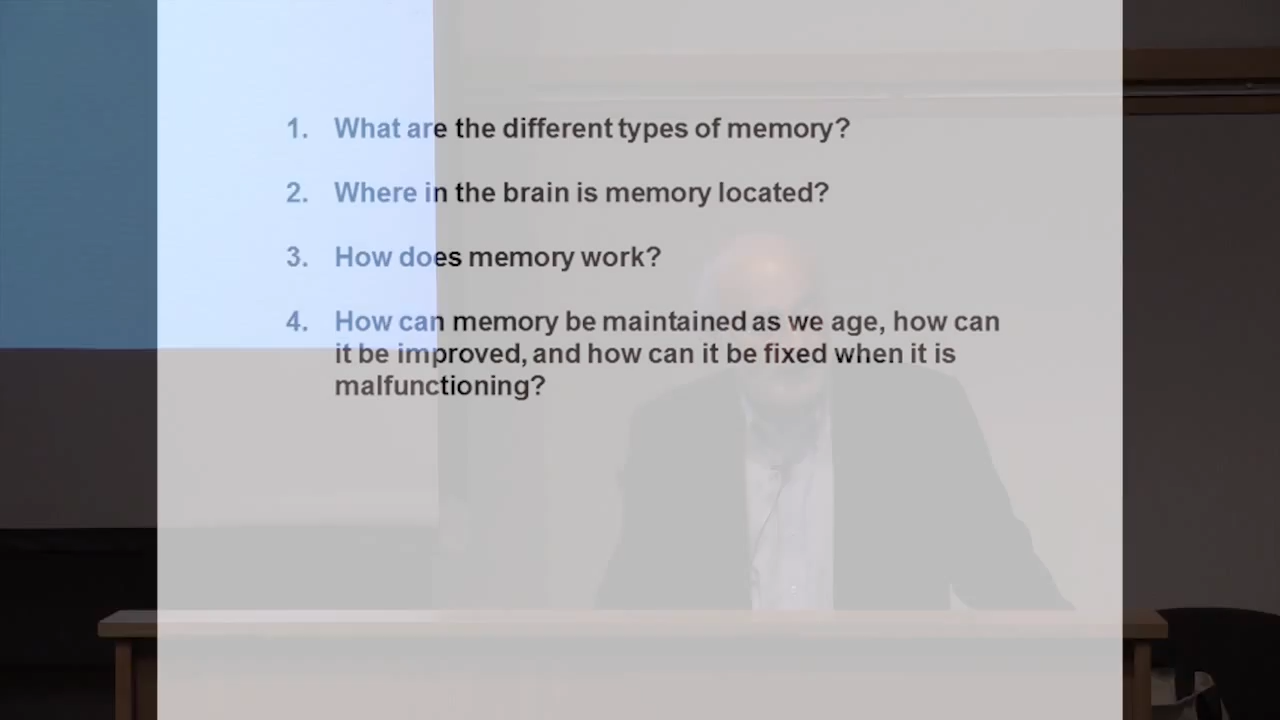 1. What are the different types of memory?
2. Where in the brain is memory located?
3. How does memory work?
4. How can memory be maintained as we age, how can
it be improved, and how can it be fixed when it is
malfunctioning?